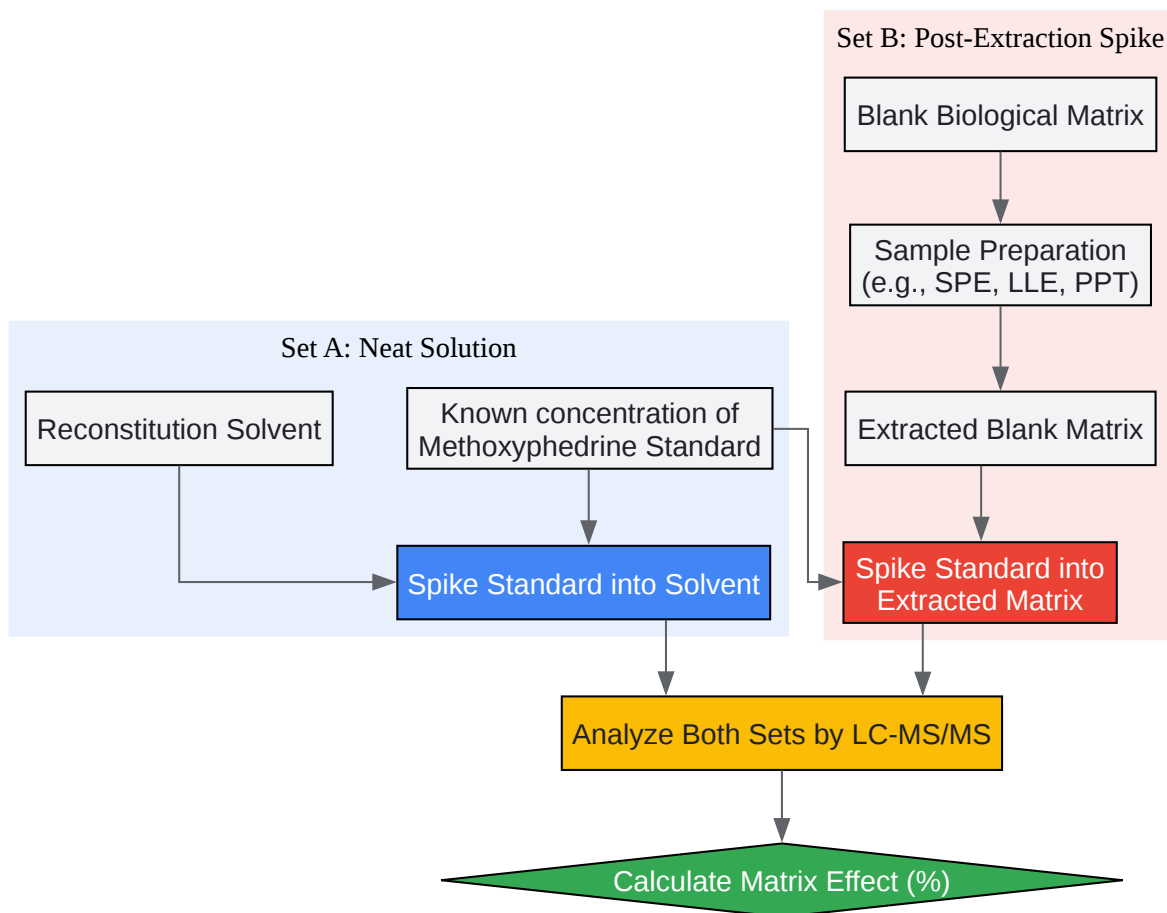 Set B: Post-Extraction Spike
Blank Biological Matrix
Sample Preparation
(e.g., SPE, LLE, PPT)
Set A: Neat Solution
Reconstitution Solvent
Known concentration of
Methoxyphedrine Standard
Extracted Blank Matrix
Spike Standard into Solvent
Spike Standard into
Extracted Matrix
Analyze Both Sets by LC-MS/MS
Calculate Matrix Effect (%)